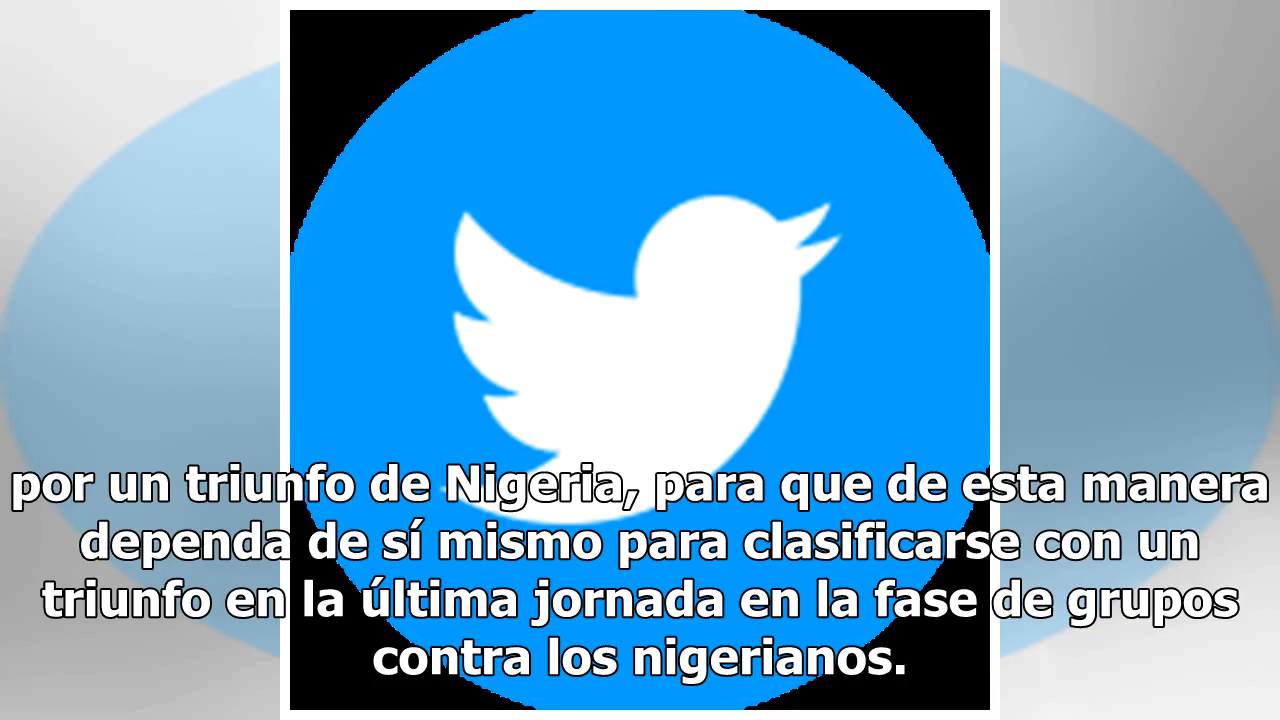 por un triunfo de Nigeria, para que de esta manera
dependa de sí mismo para clasificarse con un
triunfo en la última jornada en la fase de grupos
contra los nigerianos.